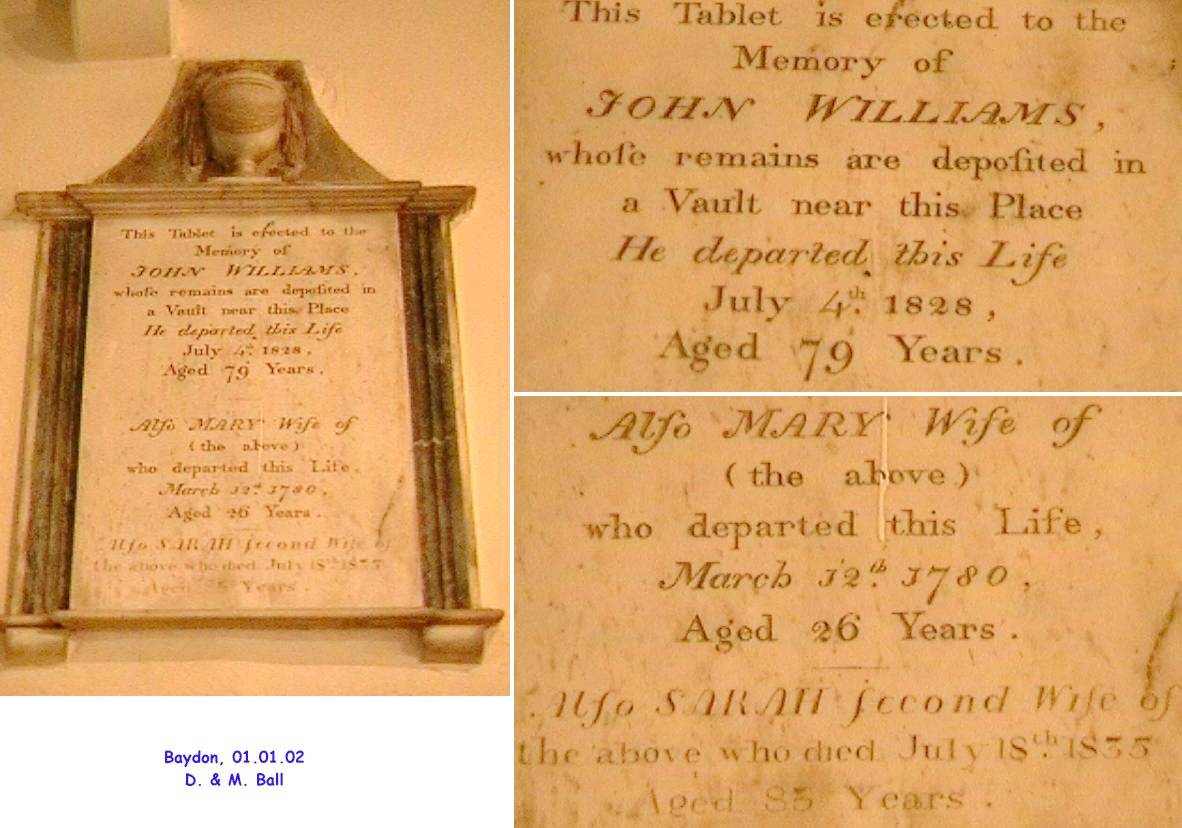 This Tablet is erected to the
Memory of
JOHN WILLIAMS,
whoſe remains are depoſited in
a Vault near this Place
He departed this Life
July 4th. 1828,
Aged 79 Years.
Alſo MARY Wife of
(the above)
who departed this Life,
March 12th. 1780,
Aged 26 Years.
Alſo SARAH ſecond Wife of
the above who died July 18th. 1835
Aged 85 Years.
Baydon, 01.01.02
D. & M. Ball
This Tablet is erected to the
Memory of
JOHN WILLIAMS,
whoſe remains are depoſited in
a Vault near this Place
He departed this Life
July 4th. 1828,
Aged 79 Years.
Alſo MARY Wife of
(the above)
who departed this Life,
March 12th. 1780,
Aged 26 Years.
Alſo SARAH ſecond Wife of
the above who died July 18th. 1835
Aged 85 Years.